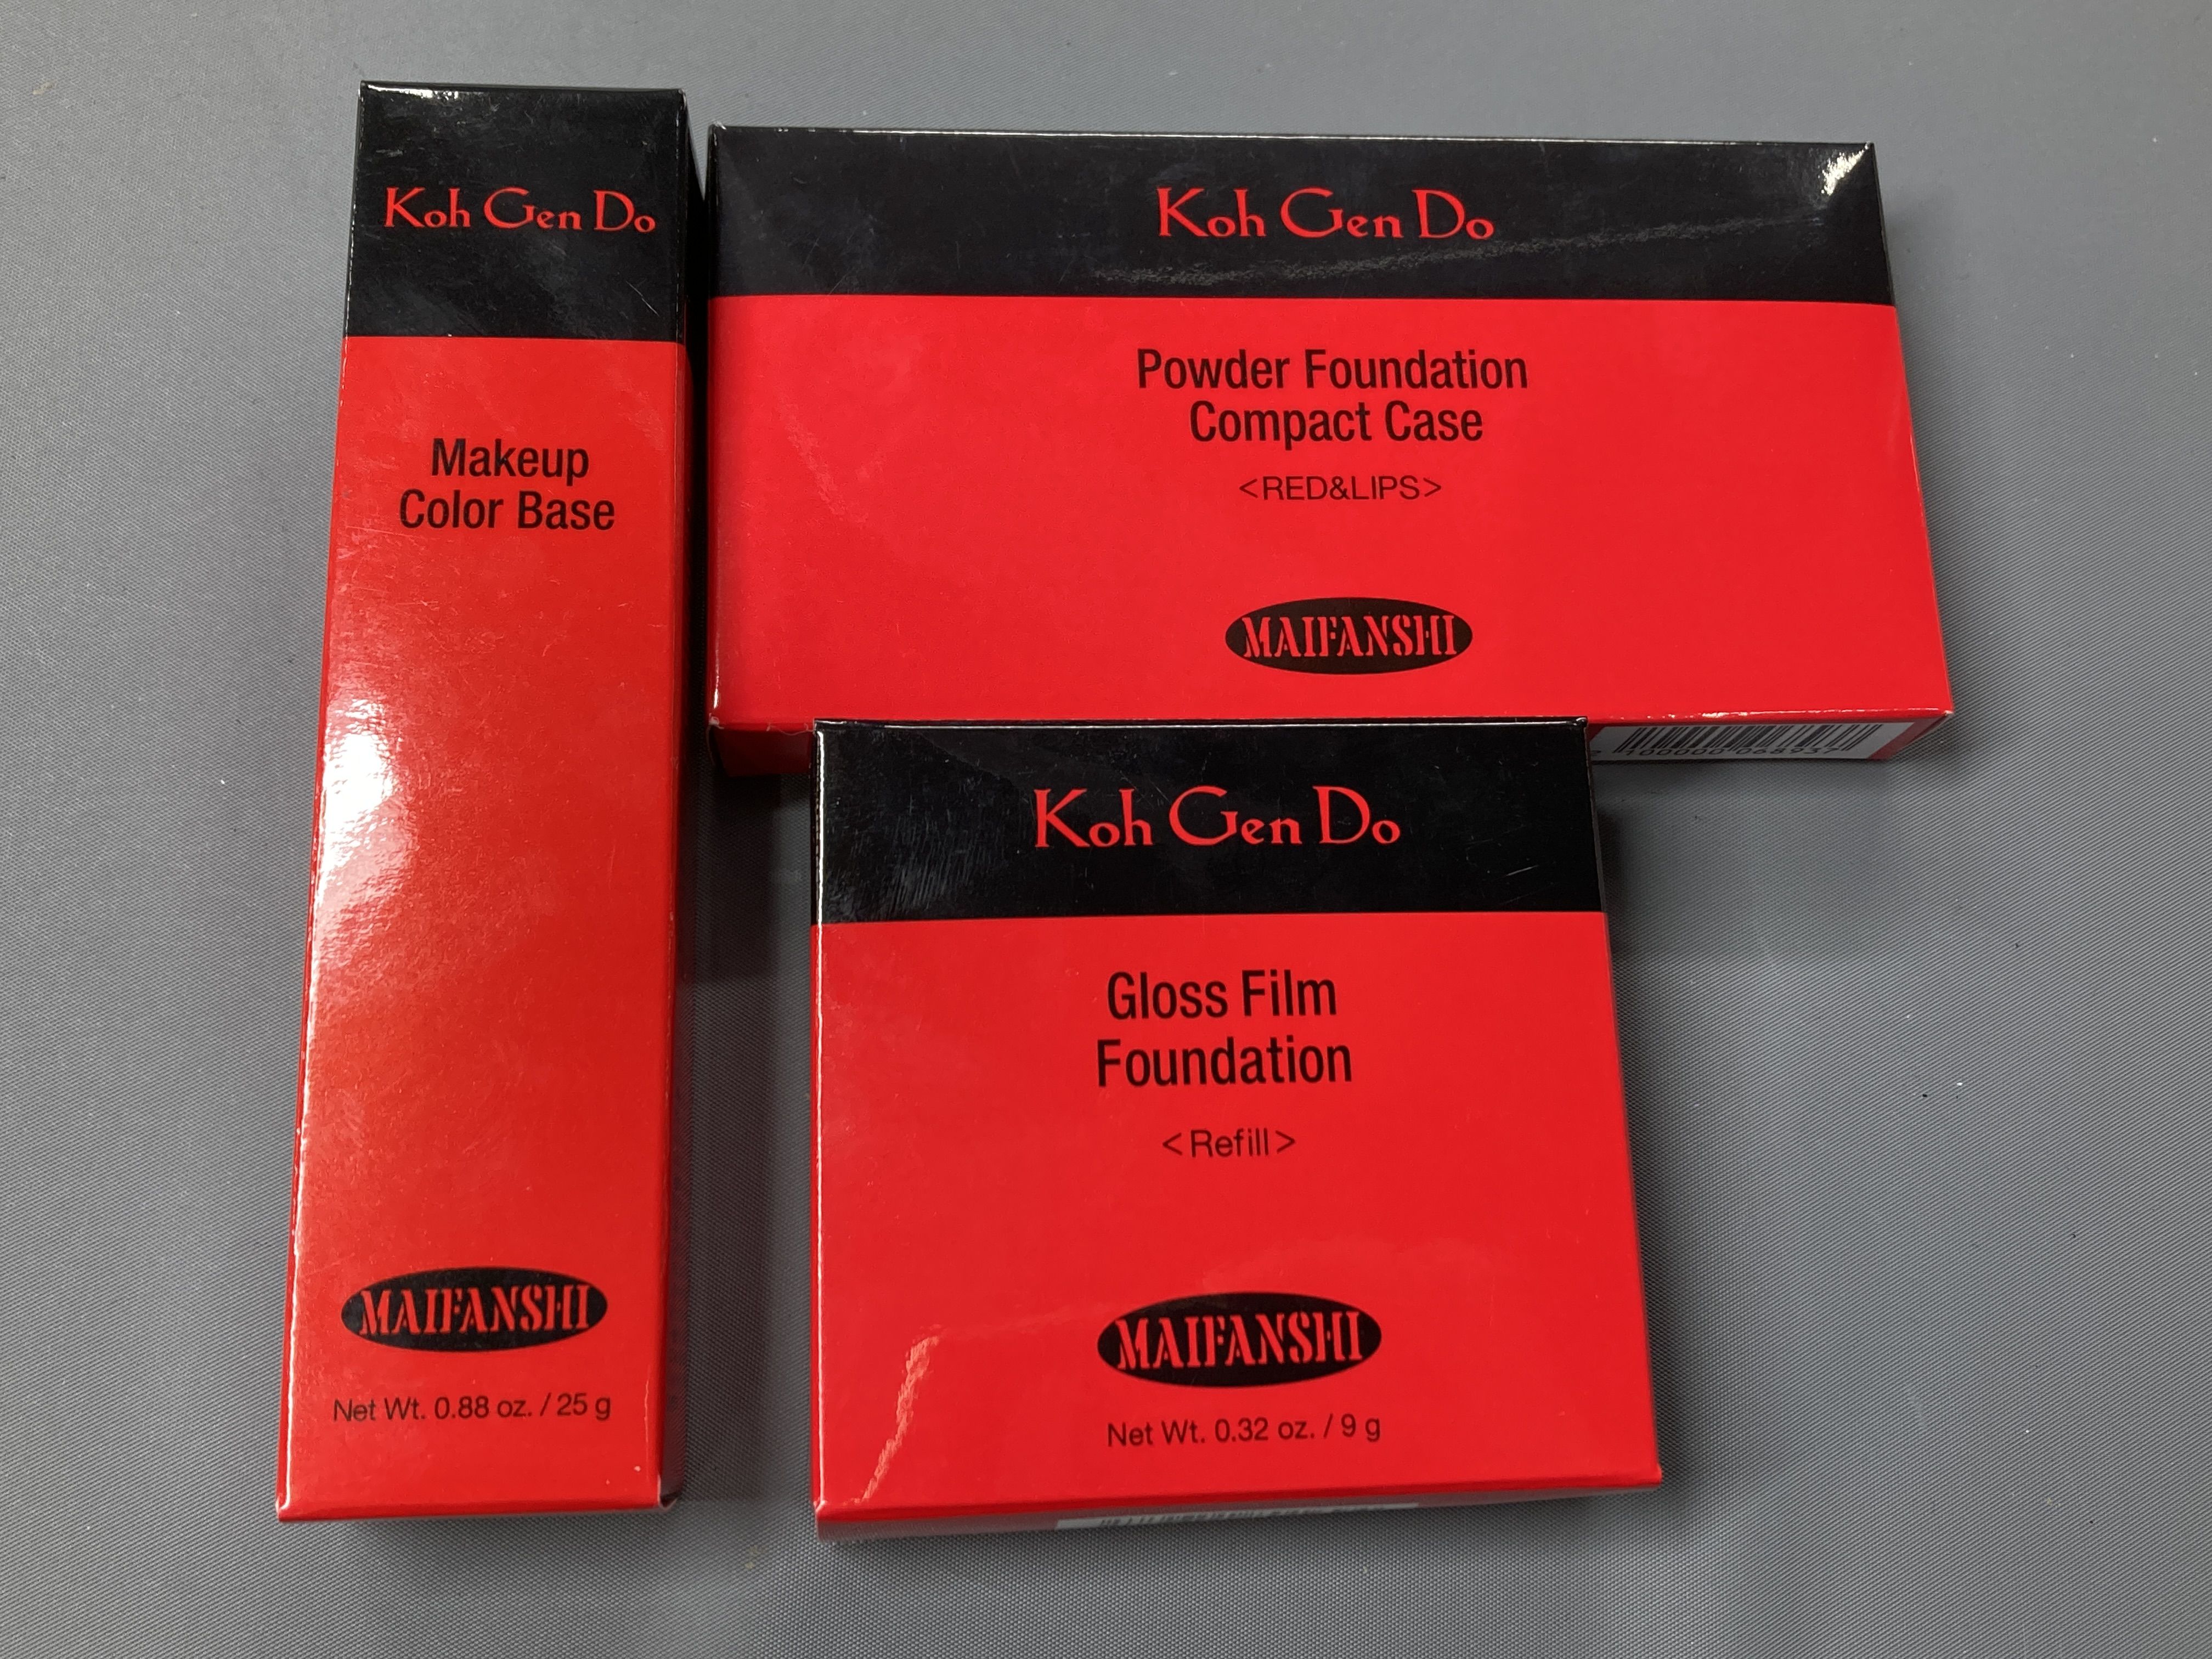 Koh Gen Do
Makeup
Color Base
MAIFANSHI
Net Wt. 0.88 oz. / 25 g
Koh Gen Do
Powder Foundation
Compact Case
<RED&LIPS>
MAIFANSHI
Koh Gen Do
Gloss Film
Foundation
<Refill>
MAIFANSHI
Net Wt. 0.32 oz. / 9 g